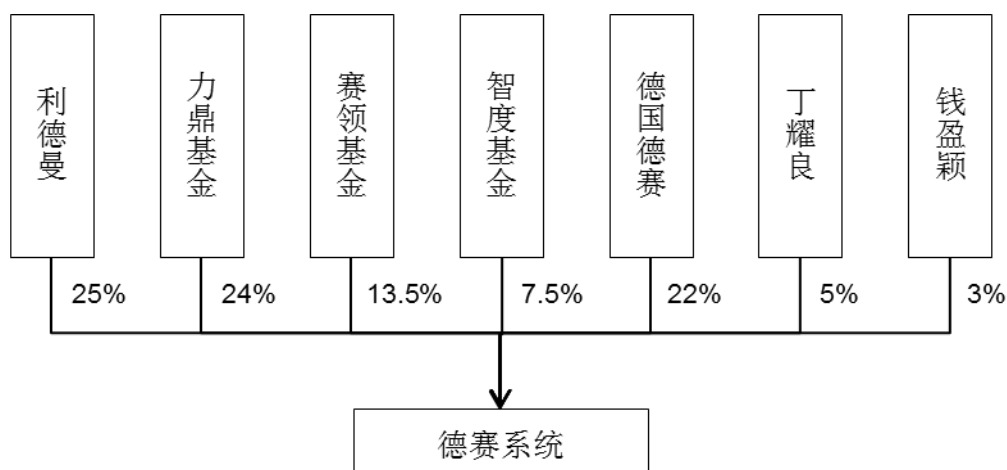 利德曼
力鼎基金
赛领基金
智度基金
德国德赛
丁耀良
钱盈颖
25%
24%
13.5%
7.5%
22%
5%
3%
德赛系统